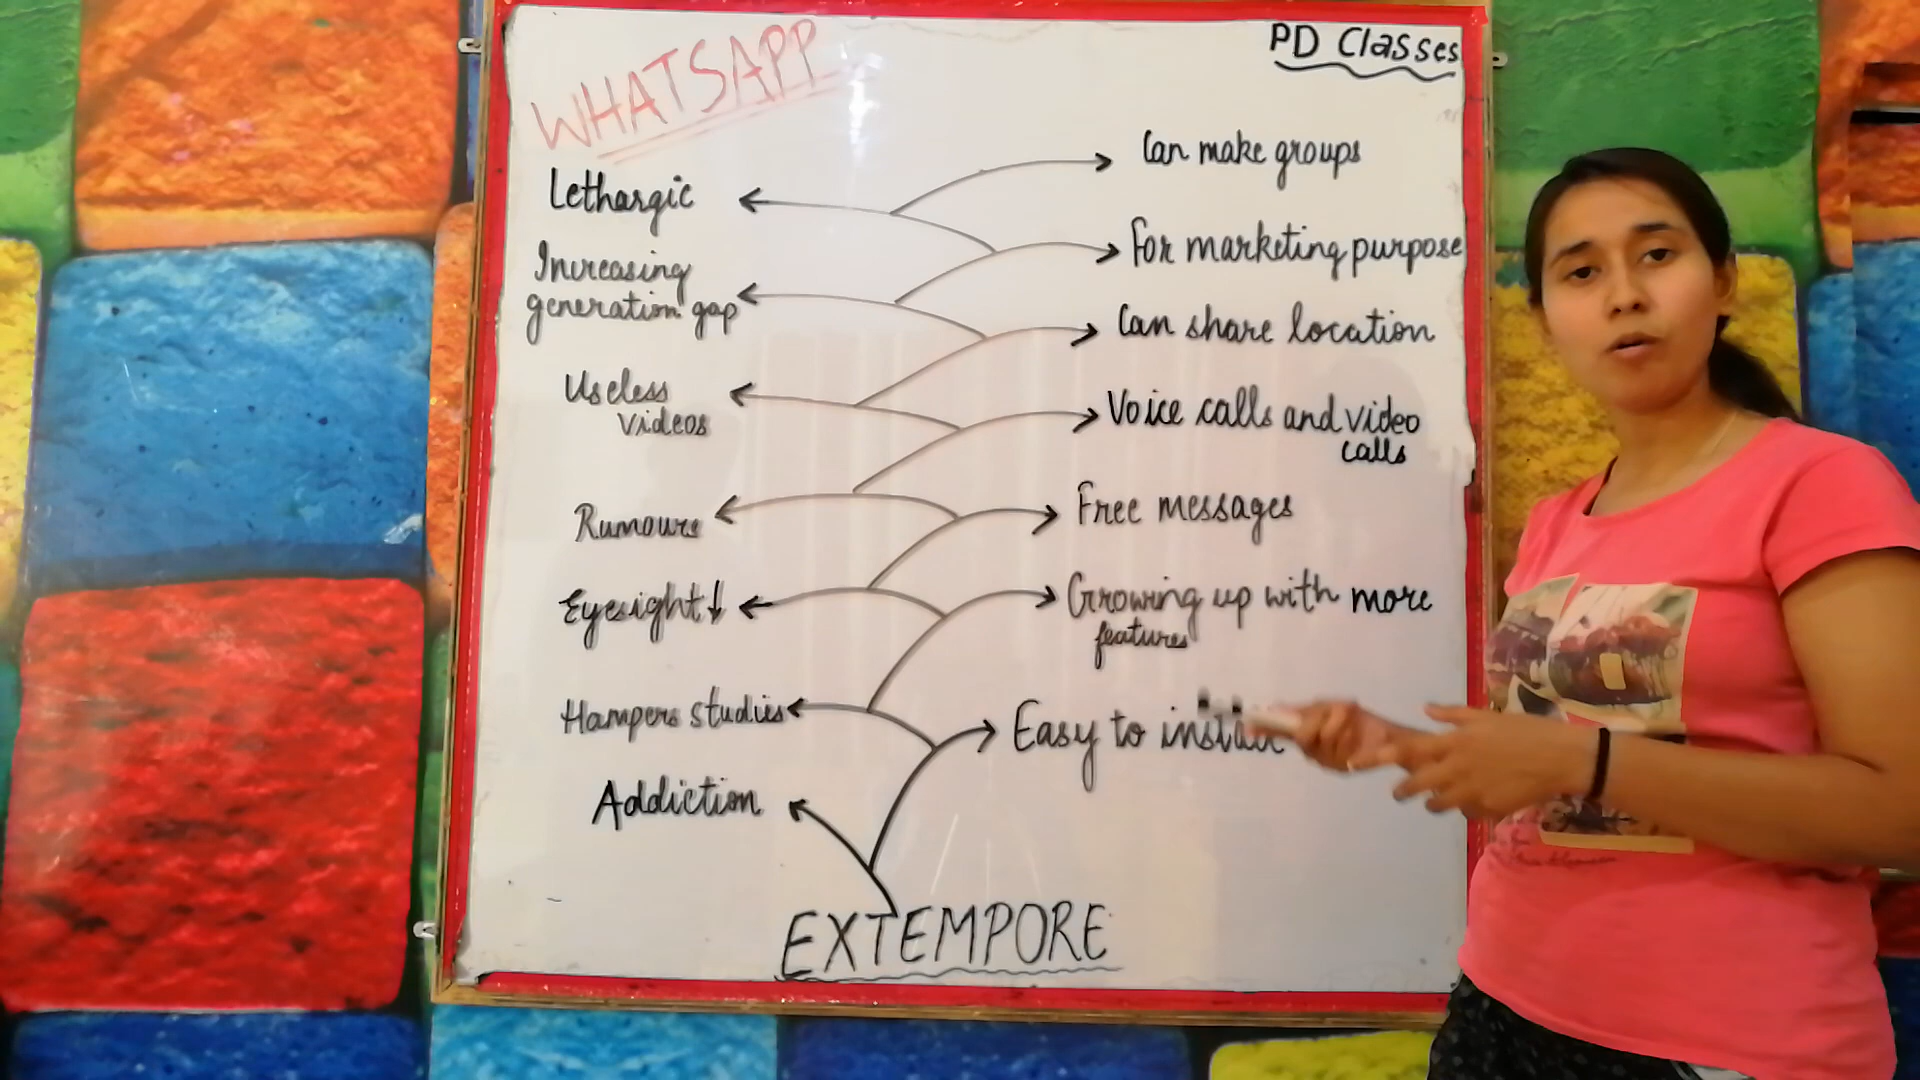 WHATSAPP
PD Classes
Lethargic
Increasing
generation gap
Useless
videos
Rumours
Eyesight↓
Hampers studies
Addiction
Can make groups
For marketing purpose
Can share location
Voice calls and video
calls
Free messages
Growing up with more
features
Easy to install
EXTEMPORE